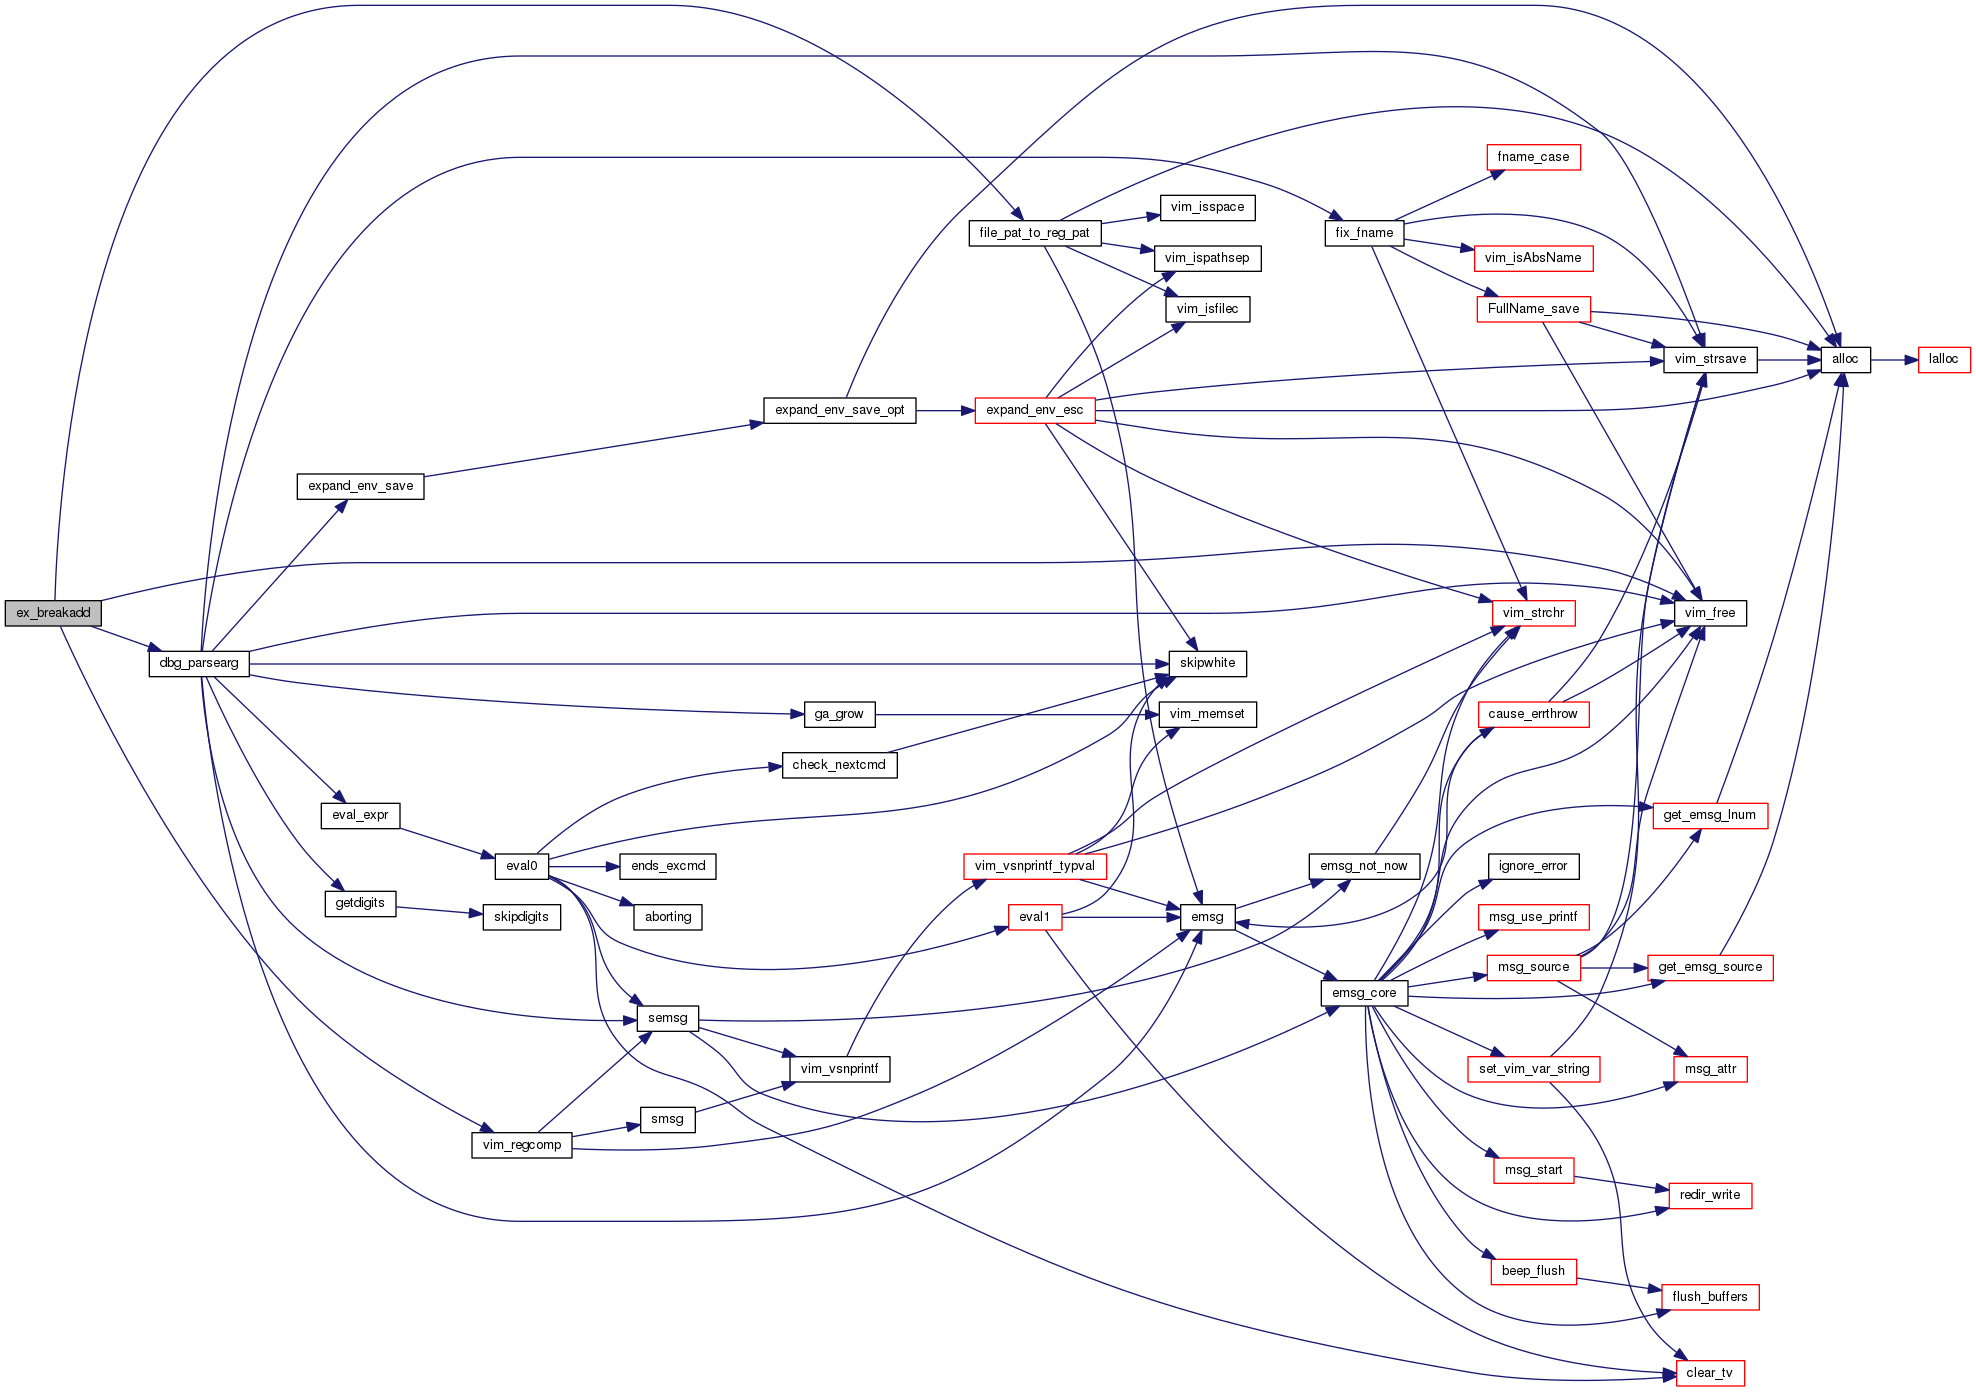 ex_breakadd
dbg_parsearg
expand_env_save
eval_expr
getdigits
vim_regcomp
eval0
skipdigits
ends_excmd
aborting
semsg
smsg
expand_env_save_opt
ga_grow
check_nextcmd
vim_vsnprintf
file_pat_to_reg_pat
expand_env_esc
vim_vsnprintf_typval
eval1
vim_isspace
vim_ispathsep
vim_isfilec
skipwhite
vim_memset
emsg
fix_fname
emsg_not_now
emsg_core
fname_case
vim_isAbsName
FullName_save
vim_strchr
cause_errthrow
ignore_error
msg_use_printf
msg_source
set_vim_var_string
msg_start
beep_flush
vim_strsave
vim_free
get_emsg_lnum
get_emsg_source
msg_attr
redir_write
flush_buffers
clear_tv
alloc
lalloc